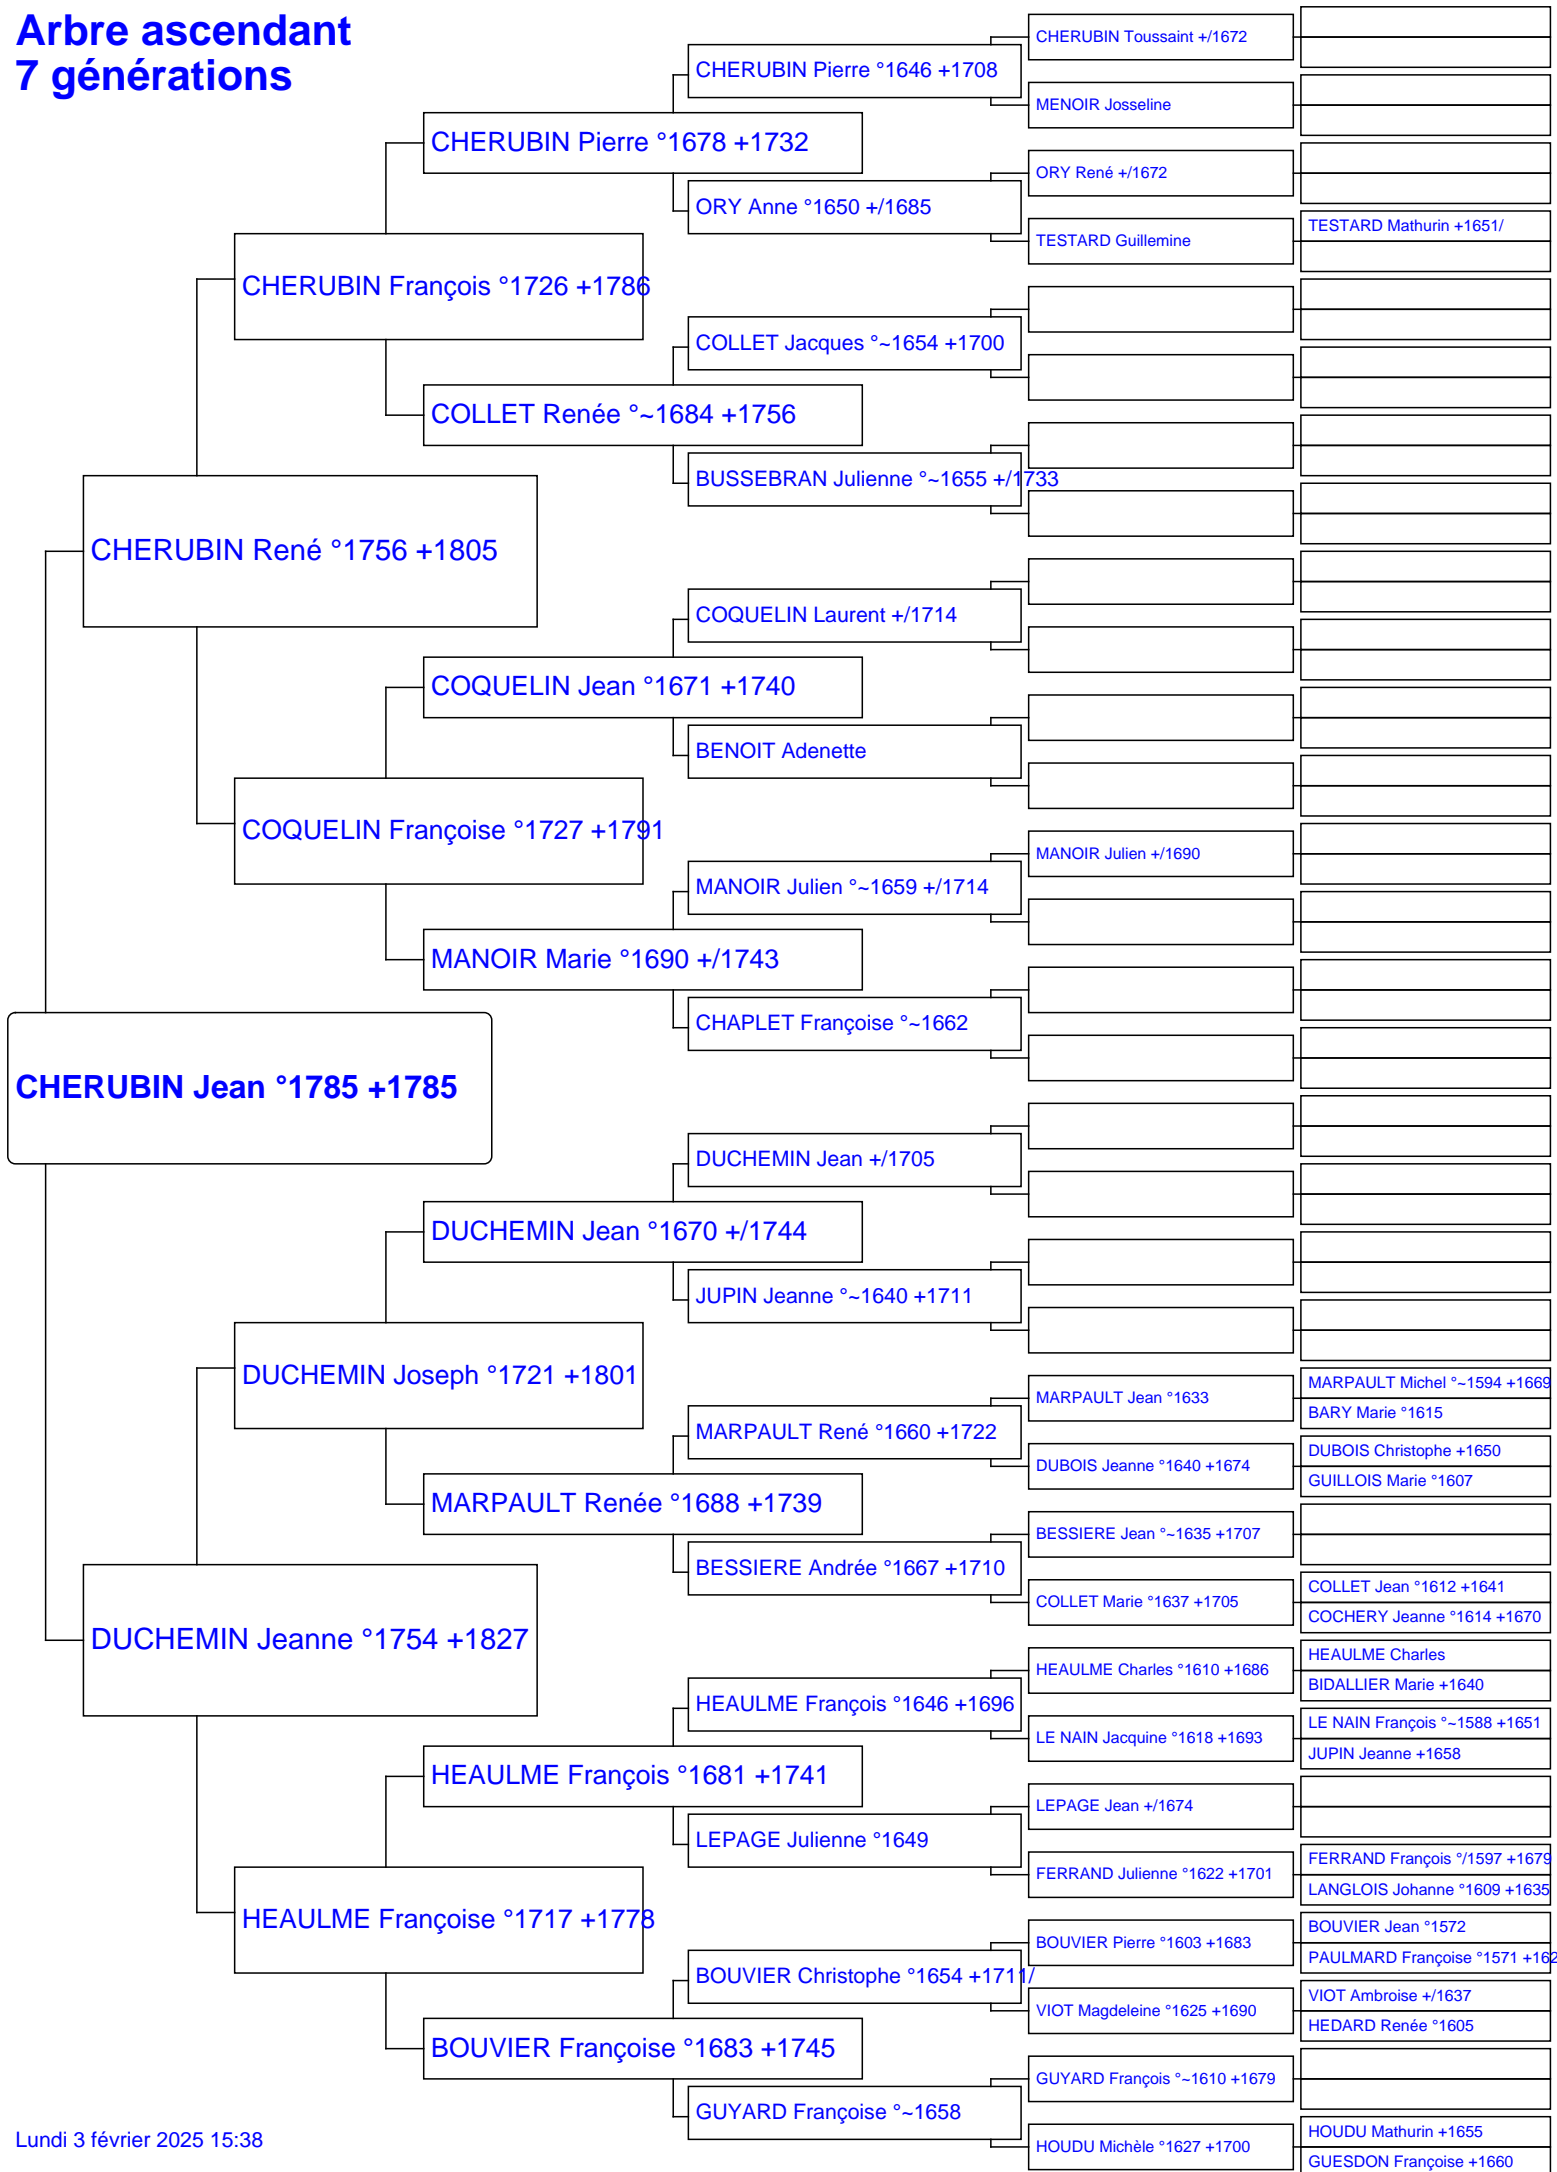 Arbre ascendant
7 générations
CHERUBIN Toussaint +/1672
CHERUBIN Pierre °1646 +1708
MENOIR Josseline
CHERUBIN Pierre °1678 +1732
ORY René +/1672
ORY Anne °1650 +/1685
TESTARD Mathurin +1651/
TESTARD Guillemine
CHERUBIN François °1726 +1786
COLLET Jacques °~1654 +1700
COLLET Renée °~1684 +1756
BUSSEBRAN Julienne °~1655 +/1733
CHERUBIN René °1756 +1805
COQUELIN Laurent +/1714
COQUELIN Jean °1671 +1740
BENOIT Adenette
COQUELIN Françoise °1727 +1791
MANOIR Julien +/1690
MANOIR Julien °~1659 +/1714
MANOIR Marie °1690 +/1743
CHAPLET Françoise °~1662
CHERUBIN Jean °1785 +1785
DUCHEMIN Jean +/1705
DUCHEMIN Jean °1670 +/1744
JUPIN Jeanne °~1640 +1711
DUCHEMIN Joseph °1721 +1801
MARPAULT Michel °~1594 +1669
MARPAULT Jean °1633
BARY Marie °1615
MARPAULT René °1660 +1722
DUBOIS Christophe +1650
DUBOIS Jeanne °1640 +1674
GUILLOIS Marie °1607
MARPAULT Renée °1688 +1739
BESSIERE Jean °~1635 +1707
BESSIERE Andrée °1667 +1710
COLLET Jean °1612 +1641
COLLET Marie °1637 +1705
COCHERY Jeanne °1614 +1670
DUCHEMIN Jeanne °1754 +1827
HEAULME Charles
HEAULME Charles °1610 +1686
BIDALLIER Marie +1640
HEAULME François °1646 +1696
LE NAIN François °~1588 +1651
LE NAIN Jacquine °1618 +1693
JUPIN Jeanne +1658
HEAULME François °1681 +1741
LEPAGE Jean +/1674
LEPAGE Julienne °1649
FERRAND François °/1597 +1679
FERRAND Julienne °1622 +1701
LANGLOIS Johanne °1609 +1635
HEAULME Françoise °1717 +1778
BOUVIER Jean °1572
BOUVIER Pierre °1603 +1683
PAULMARD Françoise °1571 +162
BOUVIER Christophe °1654 +1711/
VIOT Ambroise +/1637
VIOT Magdeleine °1625 +1690
HEDARD Renée °1605
BOUVIER Françoise °1683 +1745
GUYARD François °~1610 +1679
GUYARD Françoise °~1658
HOUDU Mathurin +1655
HOUDU Michèle °1627 +1700
GUESDON Françoise +1660
Lundi 3 février 2025 15:38